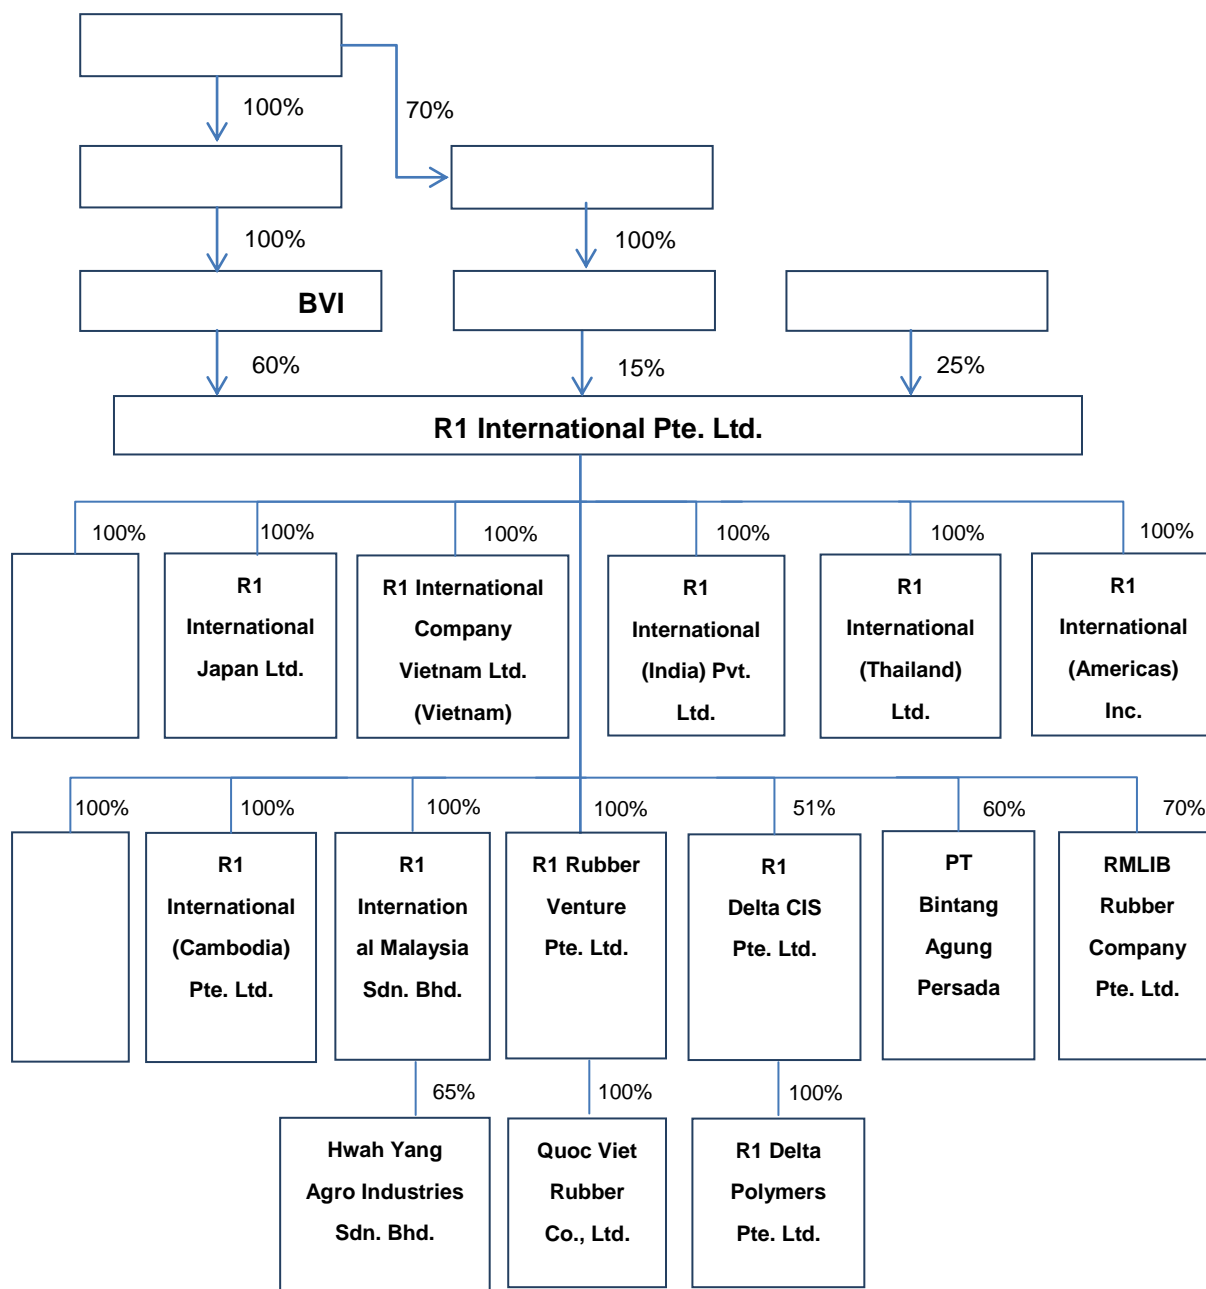 100%
70%
100%
100%
BVI
60%
15%
25%
R1 International Pte. Ltd.
100%
100%
100%
100%
100%
100%
R1
International
Japan Ltd.
R1 International
Company
Vietnam Ltd.
(Vietnam)
R1
International
(India) Pvt.
Ltd.
R1
International
(Thailand)
Ltd.
R1
International
(Americas)
Inc.
100%
100%
100%
100%
51%
60%
70%
R1
International
(Cambodia)
Pte. Ltd.
R1
Internation
al Malaysia
Sdn. Bhd.
R1 Rubber
Venture
Pte. Ltd.
R1
Delta CIS
Pte. Ltd.
PT
Bintang
Agung
Persada
RMLIB
Rubber
Company
Pte. Ltd.
65%
100%
100%
Hwah Yang
Agro Industries
Sdn. Bhd.
Quoc Viet
Rubber
Co., Ltd.
R1 Delta
Polymers
Pte. Ltd.